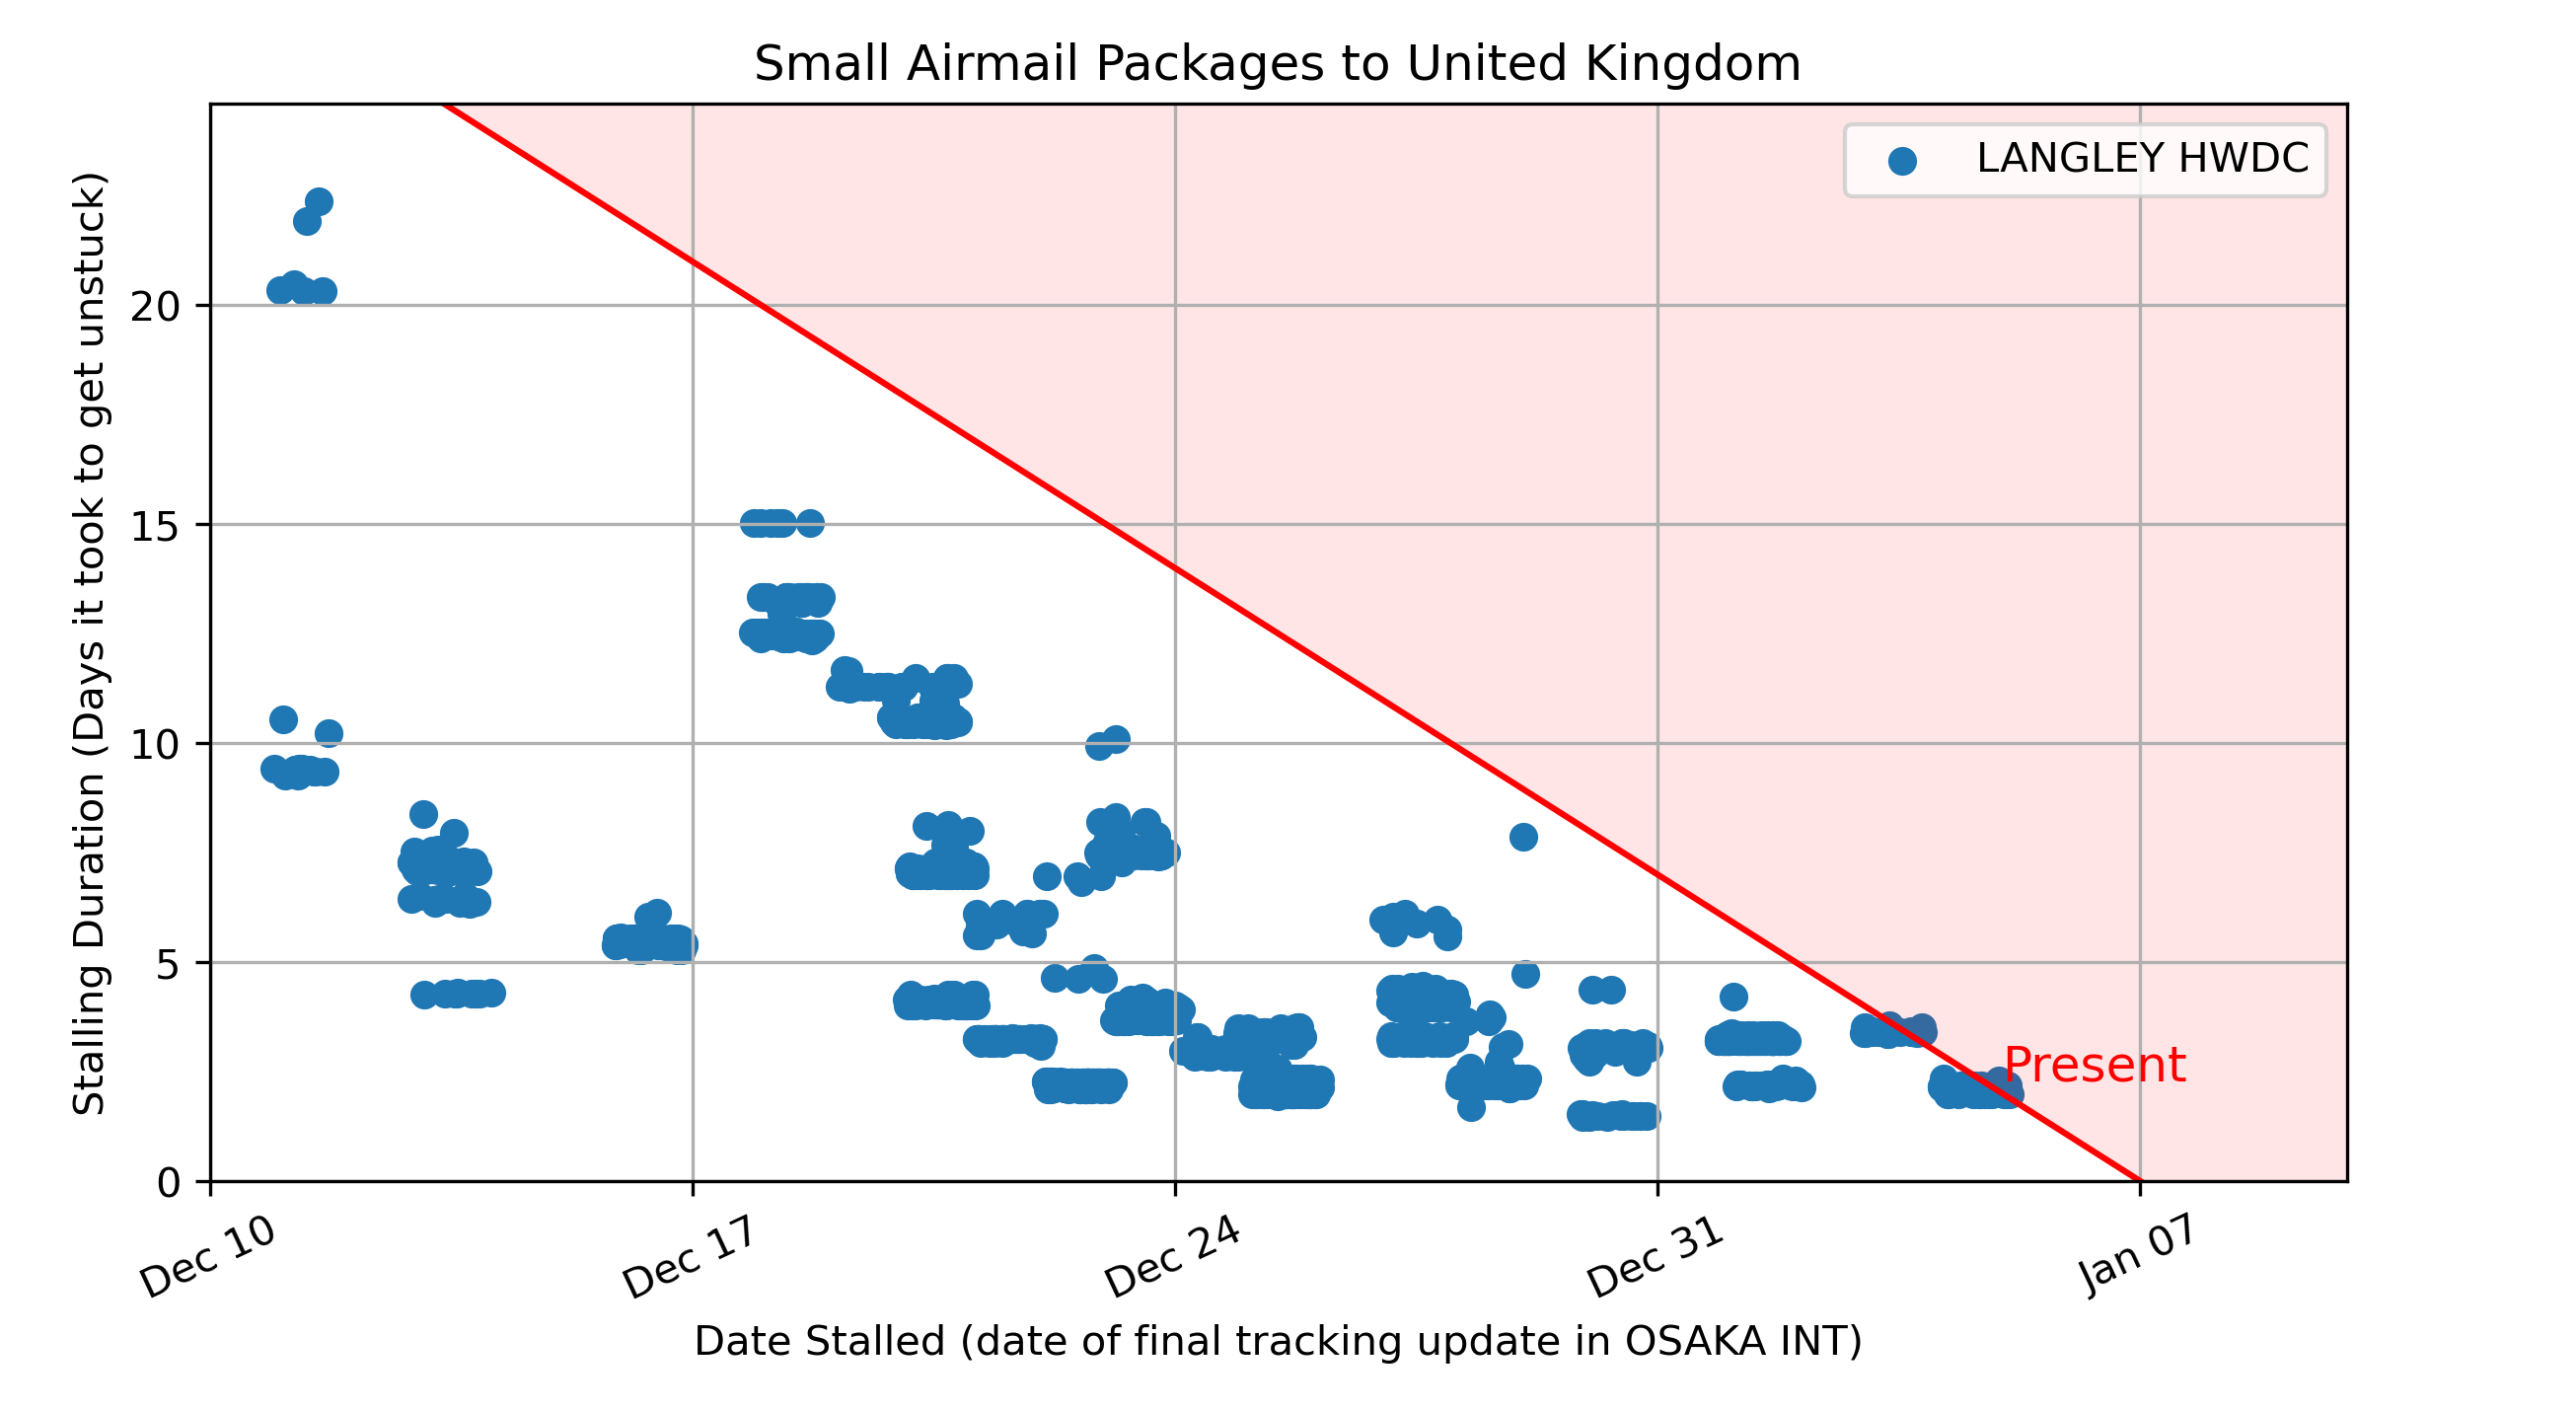 Small Airmail Packages to United Kingdom
LANGLEY HWDC
Stalling Duration (Days it took to get unstuck)
20
15
10
5
0
Present
Dec 10
Dec 17
Dec 24
Dec 31
Jan 07
Date Stalled (date of final tracking update in OSAKA INT)